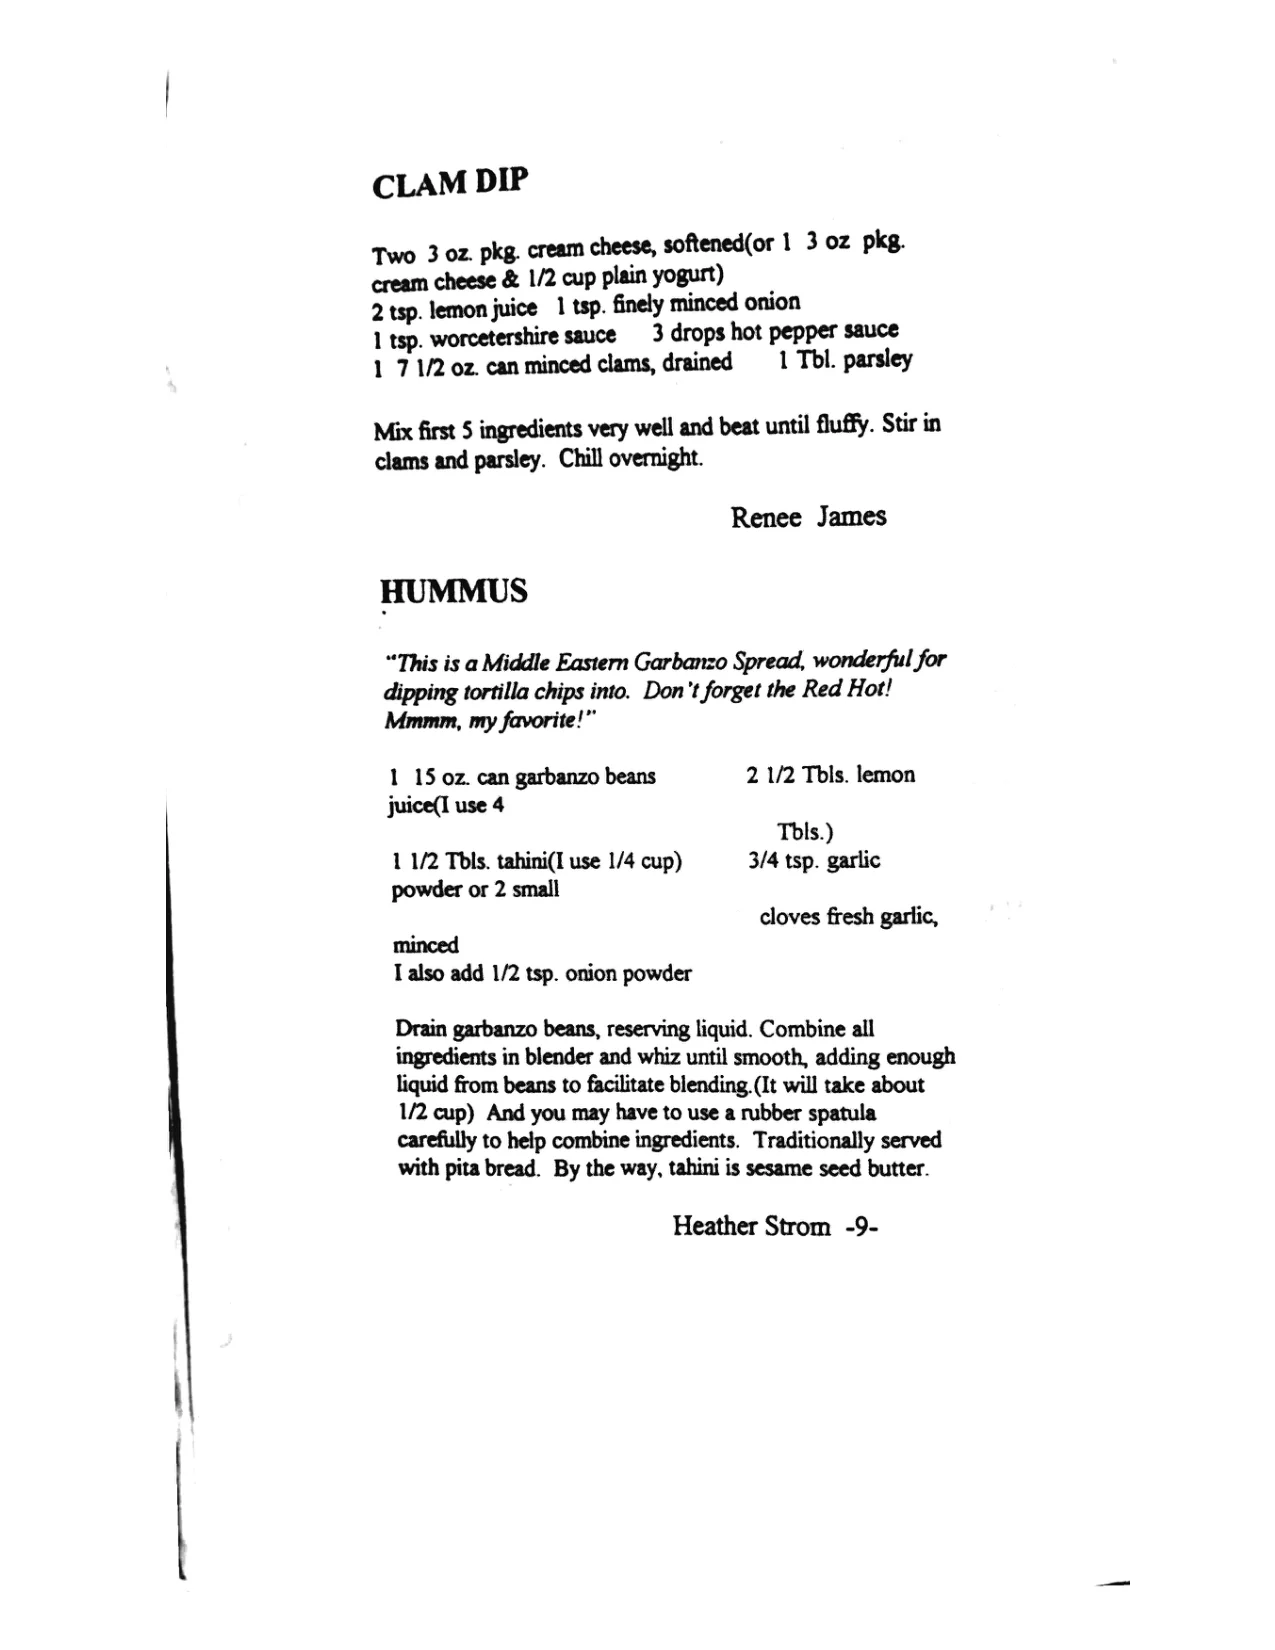 CLAM DIP
Two 3 oz. pkg. cream cheese, softened(or 1 3 oz pkg.
cream cheese & 1/2 cup plain yogurt)
2 tsp. lemon juice 1 tsp. finely minced onion
1 tsp. worcetershire sauce 3 drops hot pepper sauce
1 7 1/2 oz. can minced clams, drained 1 Tbl. parsley
Mix first 5 ingredients very well and beat until fluffy. Stir in
clams and parsley. Chill overnight.
Renee James
HUMMUS
"This is a Middle Eastern Garbanzo Spread, wonderful for
dipping tortilla chips into. Don't forget the Red Hot!
Mmmm, my favorite!"
1 15 oz. can garbanzo beans 2 1/2 Tbls. lemon
juice(I use 4
Tbls.)
1 1/2 Tbls. tahini(I use 1/4 cup) 3/4 tsp. garlic
powder or 2 small
cloves fresh garlic,
minced
I also add 1/2 tsp. onion powder
Drain garbanzo beans, reserving liquid. Combine all
ingredients in blender and whiz until smooth, adding enough
liquid from beans to facilitate blending.(It will take about
1/2 cup) And you may have to use a rubber spatula
carefully to help combine ingredients. Traditionally served
with pita bread. By the way, tahini is sesame seed butter.
Heather Strom -9-